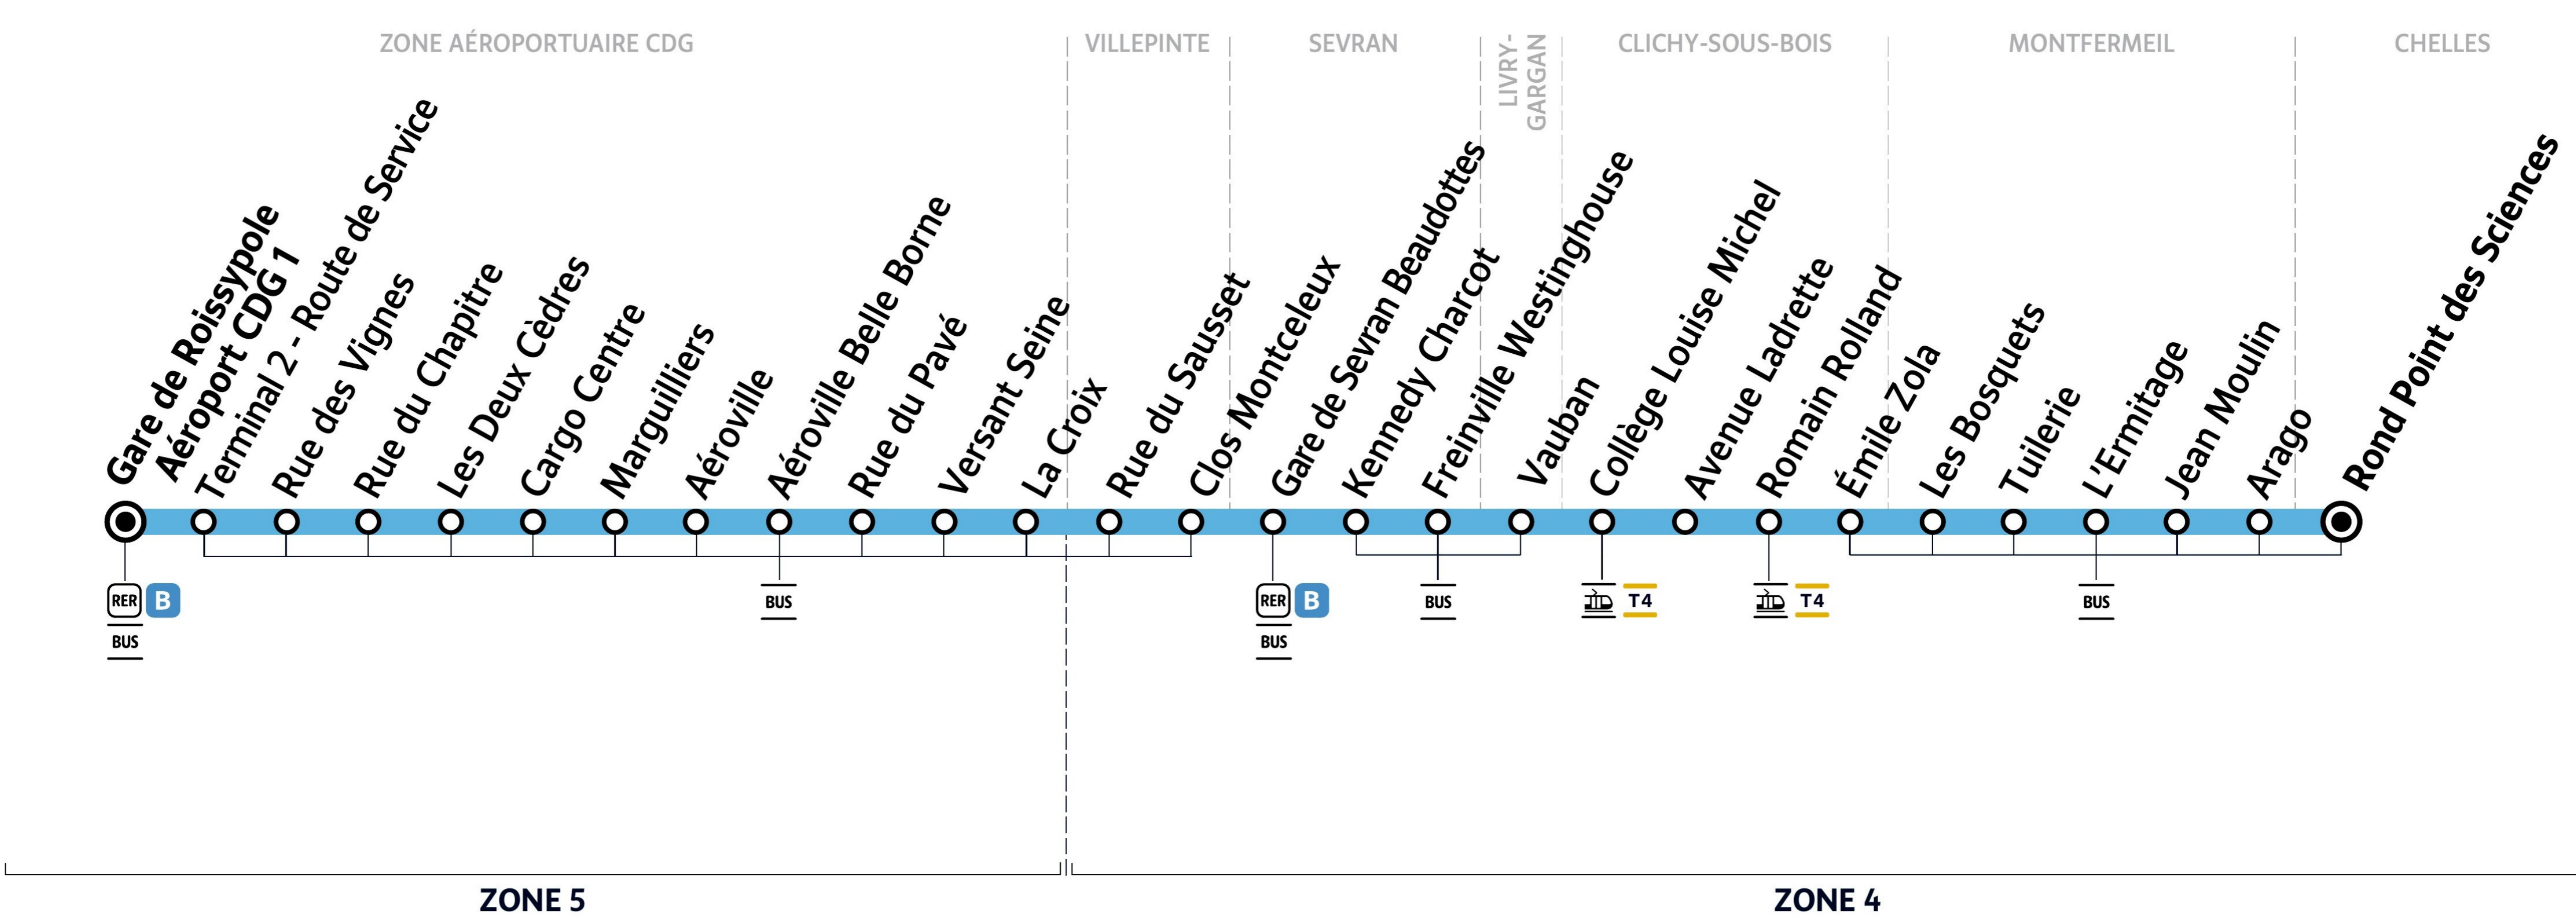 ZONE AÉROPORTUAIRE CDG
VILLEPINTE
SEVRAN
LIVRY-
GARGAN
CLICHY-SOUS-BOIS
MONTFERMEIL
CHELLES
Gare de Roissypole
Aéroport CDG 1
Terminal 2 - Route de Service
Rue des Vignes
Rue du Chapitre
Les Deux Cèdres
Cargo Centre
Marguilliers
Aéroville
Aéroville Belle Borne
Rue du Pavé
Versant Seine
La Croix
Rue du Sausset
Clos Montceleux
Gare de Sevran Beaudottes
Kennedy Charcot
Freinville Westinghouse
Vauban
Collège Louise Michel
Avenue Ladrette
Romain Rolland
Émile Zola
Les Bosquets
Tuilerie
L'Ermitage
Jean Moulin
Arago
Rond Point des Sciences
RER B
BUS
BUS
RER B
BUS
BUS
T4
T4
BUS
ZONE 5
ZONE 4